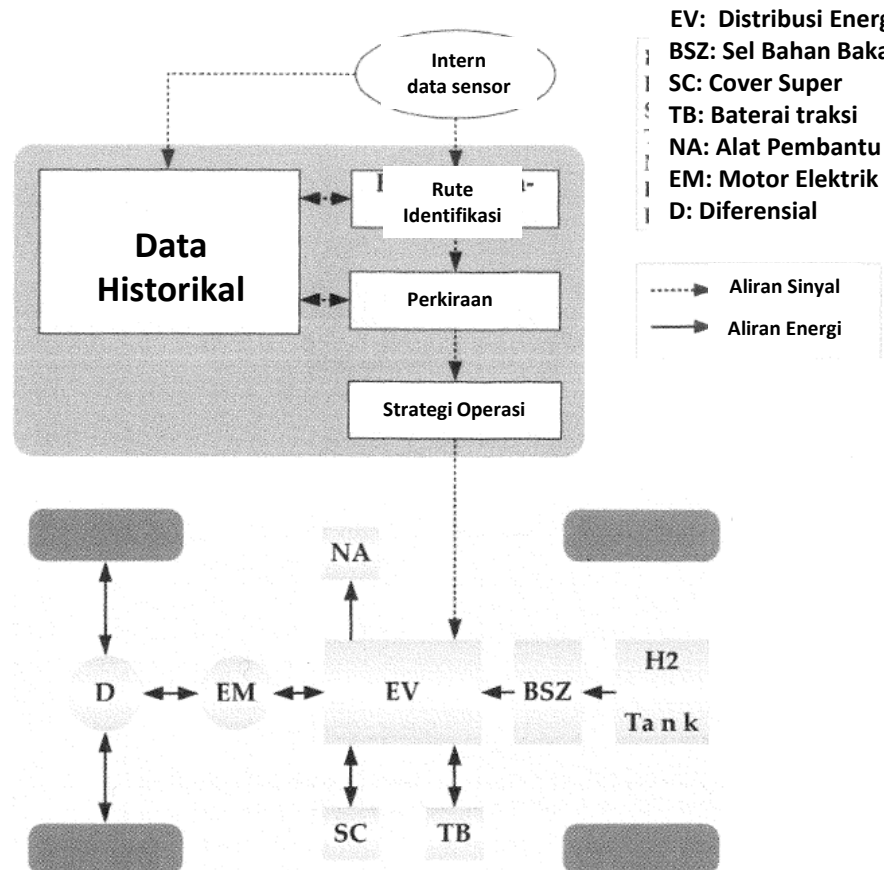 Intern
data sensor
EV: Distribusi Energ
BSZ: Sel Bahan Baka
SC: Cover Super
TB: Baterai traksi
NA: Alat Pembantu
EM: Motor Elektrik
D: Diferensial
Aliran Sinyal
Aliran Energi
Data
Historikal
Rute
Identifikasi
Perkiraan
Strategi Operasi
NA
D
EM
EV
BSZ
H2
Tank
SC
TB